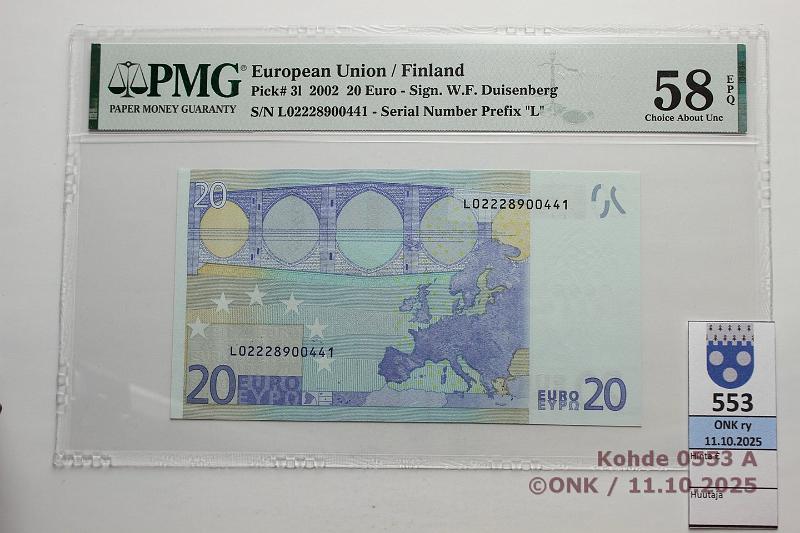 PMG®
PAPER MONEY GUARANTY
European Union / Finland
Pick# 3l 2002 20 Euro - Sign. W.F. Duisenberg
S/N L02228900441 - Serial Number Prefix "L"
58
EPQ
Choice About Unc
20
L02228900441
L02228900441
20 EURO
ΕΥΡΩ
EURO
ΕΥΡΩ 20
553
ONK ry
11.10.2025
Hinta €
Huutaja
Kohde 0553 A
©ONK / 11.10.2025